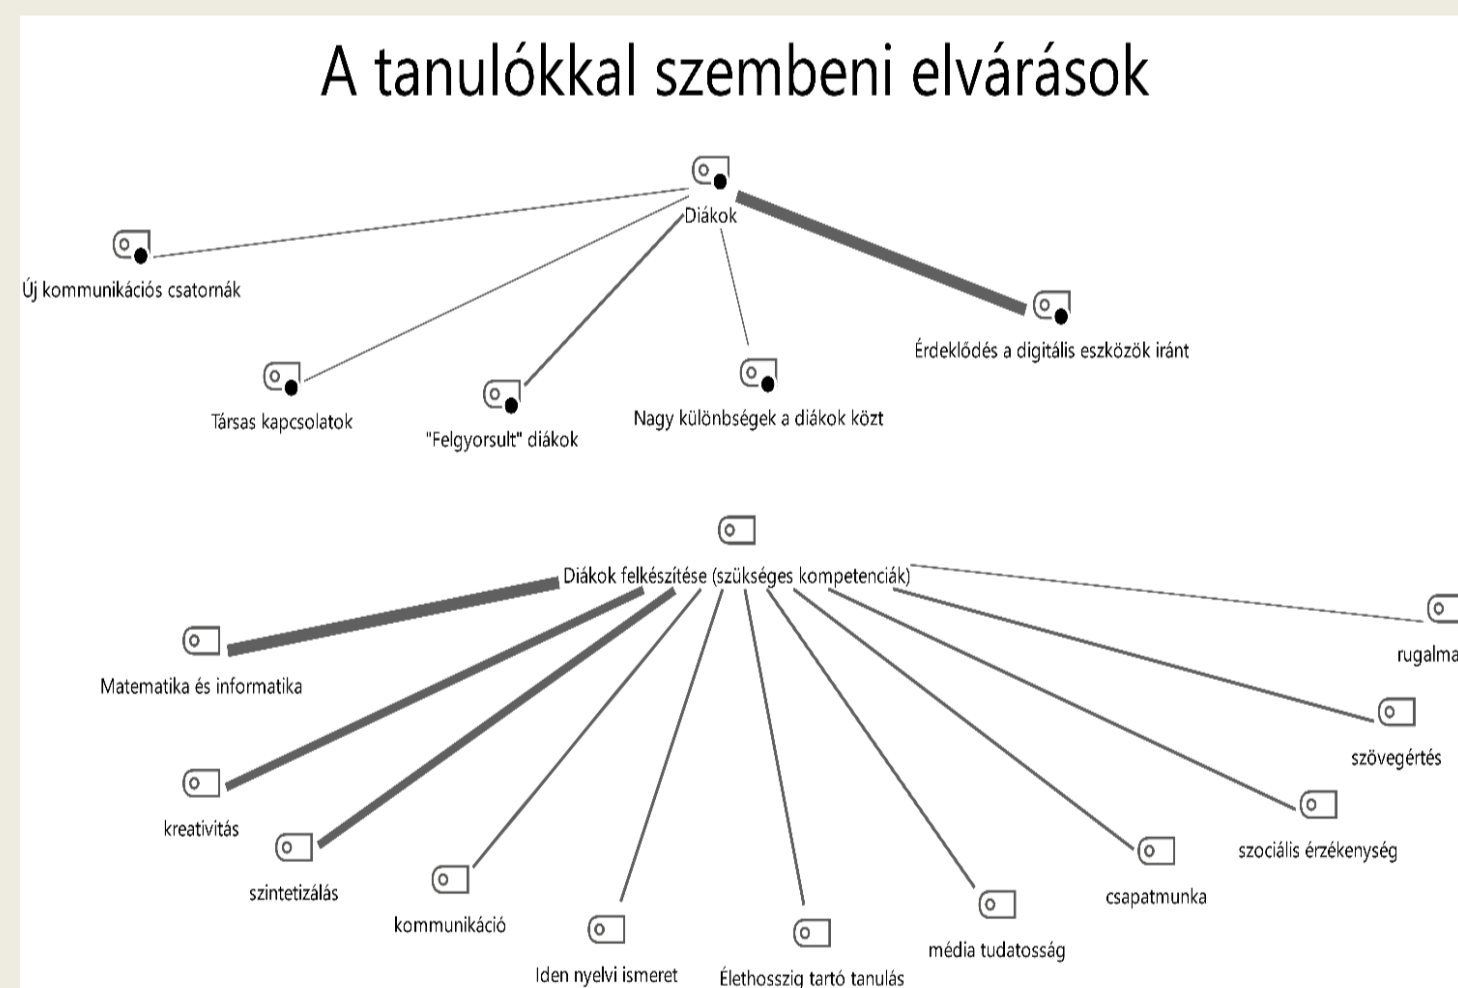 A tanulókkal szembeni elvárások
Diákok
Új kommunikációs csatornák
Érdeklődés a digitális eszközök iránt
Társas kapcsolatok
"Felgyorsult" diákok
Nagy különbségek a diákok közt
Diákok felkészítése (szükséges kompetenciák)
rugalma
Matematika és informatika
szövegértés
kreativitás
szociális érzékenység
szintetizálás
csapatmunka
kommunikáció
média tudatosság
Iden nyelvi ismeret
Élethosszig tartó tanulás